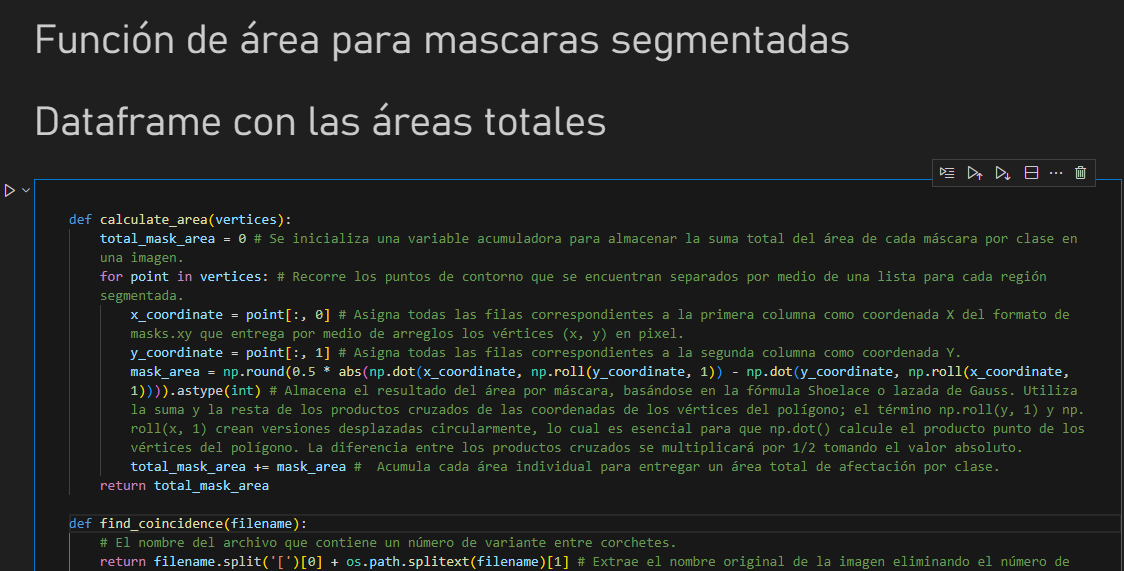 Función de área para mascaras segmentadas
Dataframe con las áreas totales
def calculate_area(vertices):
total_mask_area = 0 # Se inicializa una variable acumuladora para almacenar la suma total del área de cada máscara por clase en
una imagen.
for point in vertices: # Recorre los puntos de contorno que se encuentran separados por medio de una lista para cada región
segmentada.
x_coordinate = point[:, 0] # Asigna todas las filas correspondientes a la primera columna como coordenada X del formato de
masks.xy que entrega por medio de arreglos los vértices (x, y) en pixel.
y_coordinate = point[:, 1] # Asigna todas las filas correspondientes a la segunda columna como coordenada Y.
mask_area = np.round(0.5 * abs(np.dot(x_coordinate, np.roll(y_coordinate, 1)) - np.dot(y_coordinate, np.roll(x_coordinate,
1)))).astype(int) # Almacena el resultado del área por máscara, basándose en la fórmula Shoelace o lazada de Gauss. Utiliza
la suma y la resta de los productos cruzados de las coordenadas de los vértices del polígono; el término np.roll(y, 1) y np.
roll(x, 1) crean versiones desplazadas circularmente, lo cual es esencial para que np.dot() calcule el producto punto de los
vértices del polígono. La diferencia entre los productos cruzados se multiplicará por 1/2 tomando el valor absoluto.
total_mask_area += mask_area #  Acumula cada área individual para entregar un área total de afectación por clase.
return total_mask_area
def find_coincidence(filename):
# El nombre del archivo que contiene un número de variante entre corchetes.
return filename.split('[')[0] + os.path.splitext(filename)[1] # Extrae el nombre original de la imagen eliminando el número de